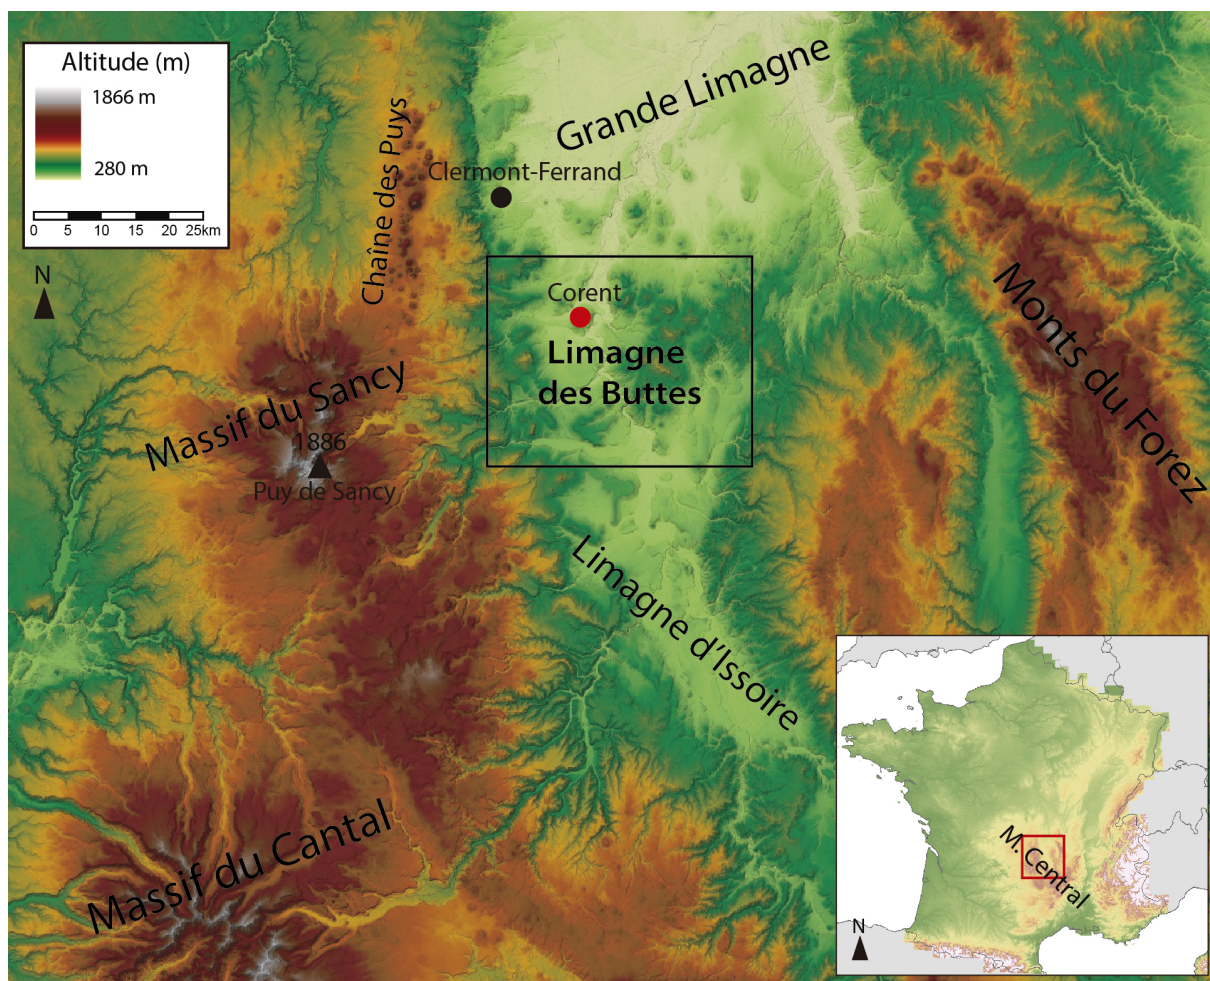 Altitude (m)
1866 m
280 m
0 5 10 15 20 25km
N
Chaîne des Puys
Grande Limagne
Clermont-Ferrand
Corent
Limagne
des Buttes
Monts du Forez
Massif du Sancy
1886
Puy de Sancy
Limagne d'Issoire
Massif du Cantal
M. Central
N